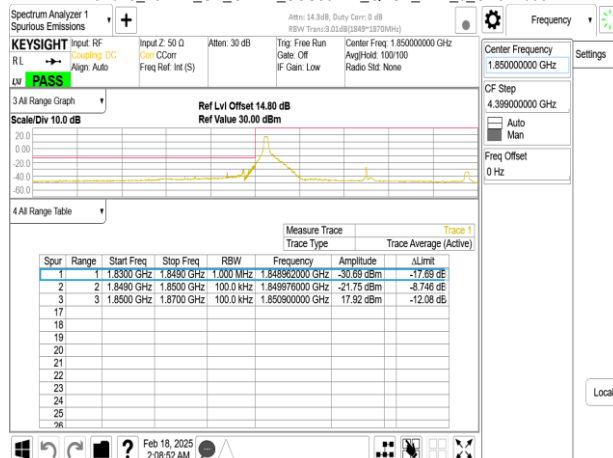 Spectrum Analyzer 1
Spurious Emissions
Attn: 14.3dB, Duty Corr: 0 dB
RBW Trans:3.01dB(1849~1870MHz)
Frequency
Settings
KEYSIGHT Input: RF Input Z: 50 Ω Atten: 30 dB Trig: Free Run Center Freq: 1.850000000 GHz
RL Coupling: DC Corr CCorr Gate: Off Avg|Hold: 100/100
Align: Auto Freq Ref: Int (S) IF Gain: Low Radio Std: None
LXI PASS
Center Frequency
1.850000000 GHz
CF Step
4.399000000 GHz
Auto
Man
Freq Offset
0 Hz
3 All Range Graph
Ref Lvl Offset 14.80 dB
Scale/Div 10.0 dB Ref Value 30.00 dBm
20.0
0.00
-20.0
-40.0
-60.0
4 All Range Table
Measure Trace Trace 1
Trace Type Trace Average (Active)
Spur Range Start Freq Stop Freq RBW Frequency Amplitude ΔLimit
1 1 1.8300 GHz 1.8490 GHz 1.000 MHz 1.848962000 GHz -30.69 dBm -17.69 dB
2 2 1.8490 GHz 1.8500 GHz 100.0 kHz 1.849976000 GHz -21.75 dBm -8.746 dB
3 3 1.8500 GHz 1.8700 GHz 100.0 kHz 1.850900000 GHz 17.92 dBm -12.08 dB
17
18
19
20
21
22
23
24
25
26
Local
Feb 18, 2025
2:08:52 AM